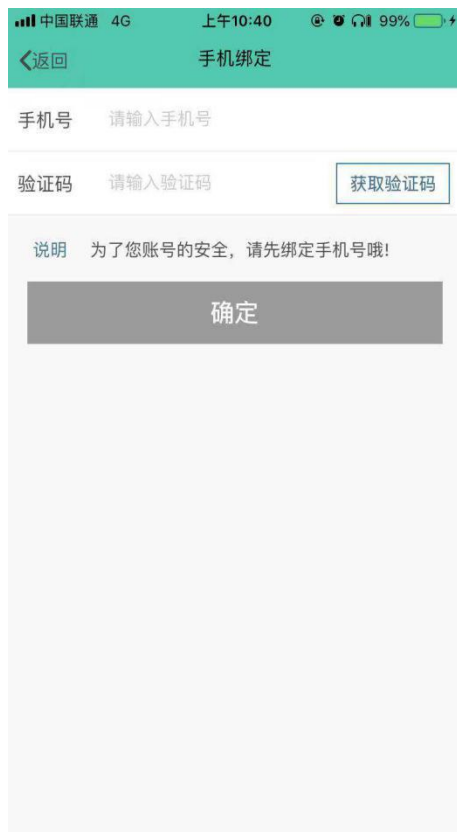 中国联通 4G 上午10:40 99%
返回 手机绑定
手机号 请输入手机号
验证码 请输入验证码 获取验证码
说明 为了您账号的安全，请先绑定手机号哦!
确定